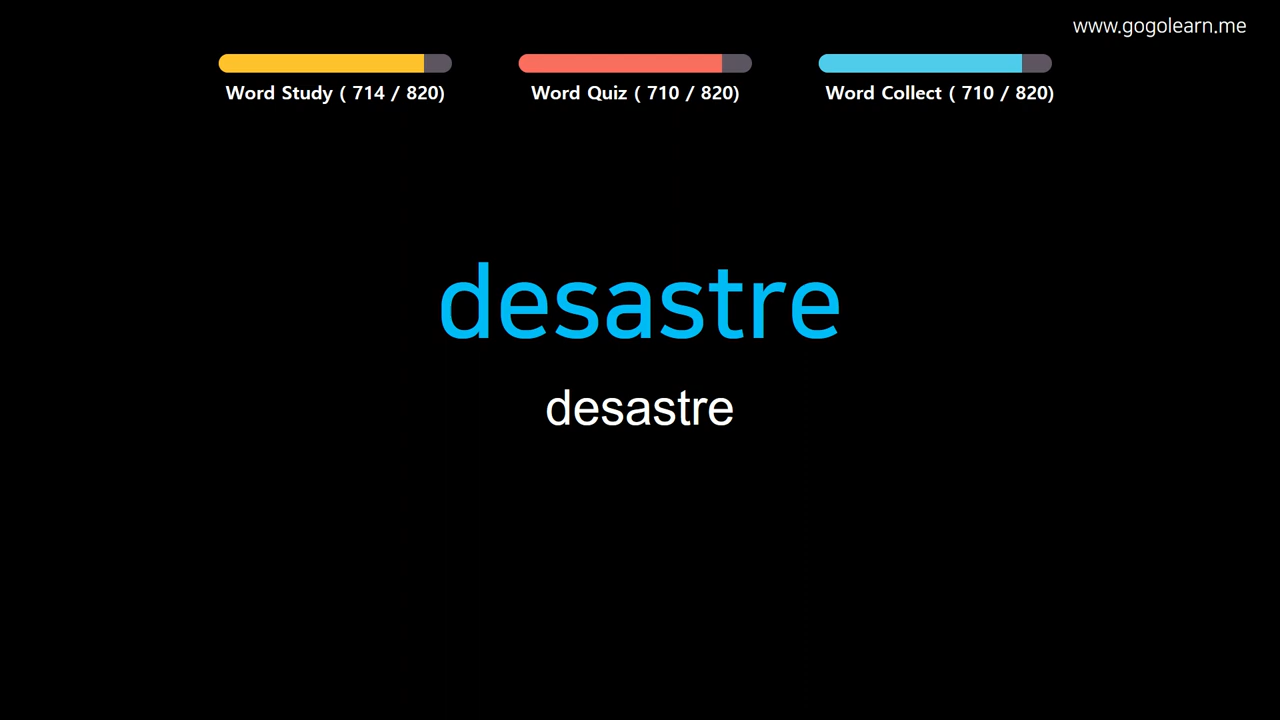 www.gogolearn.me
Word Study ( 714 / 820)
Word Quiz ( 710 / 820)
Word Collect ( 710 / 820)
desastre
desastre